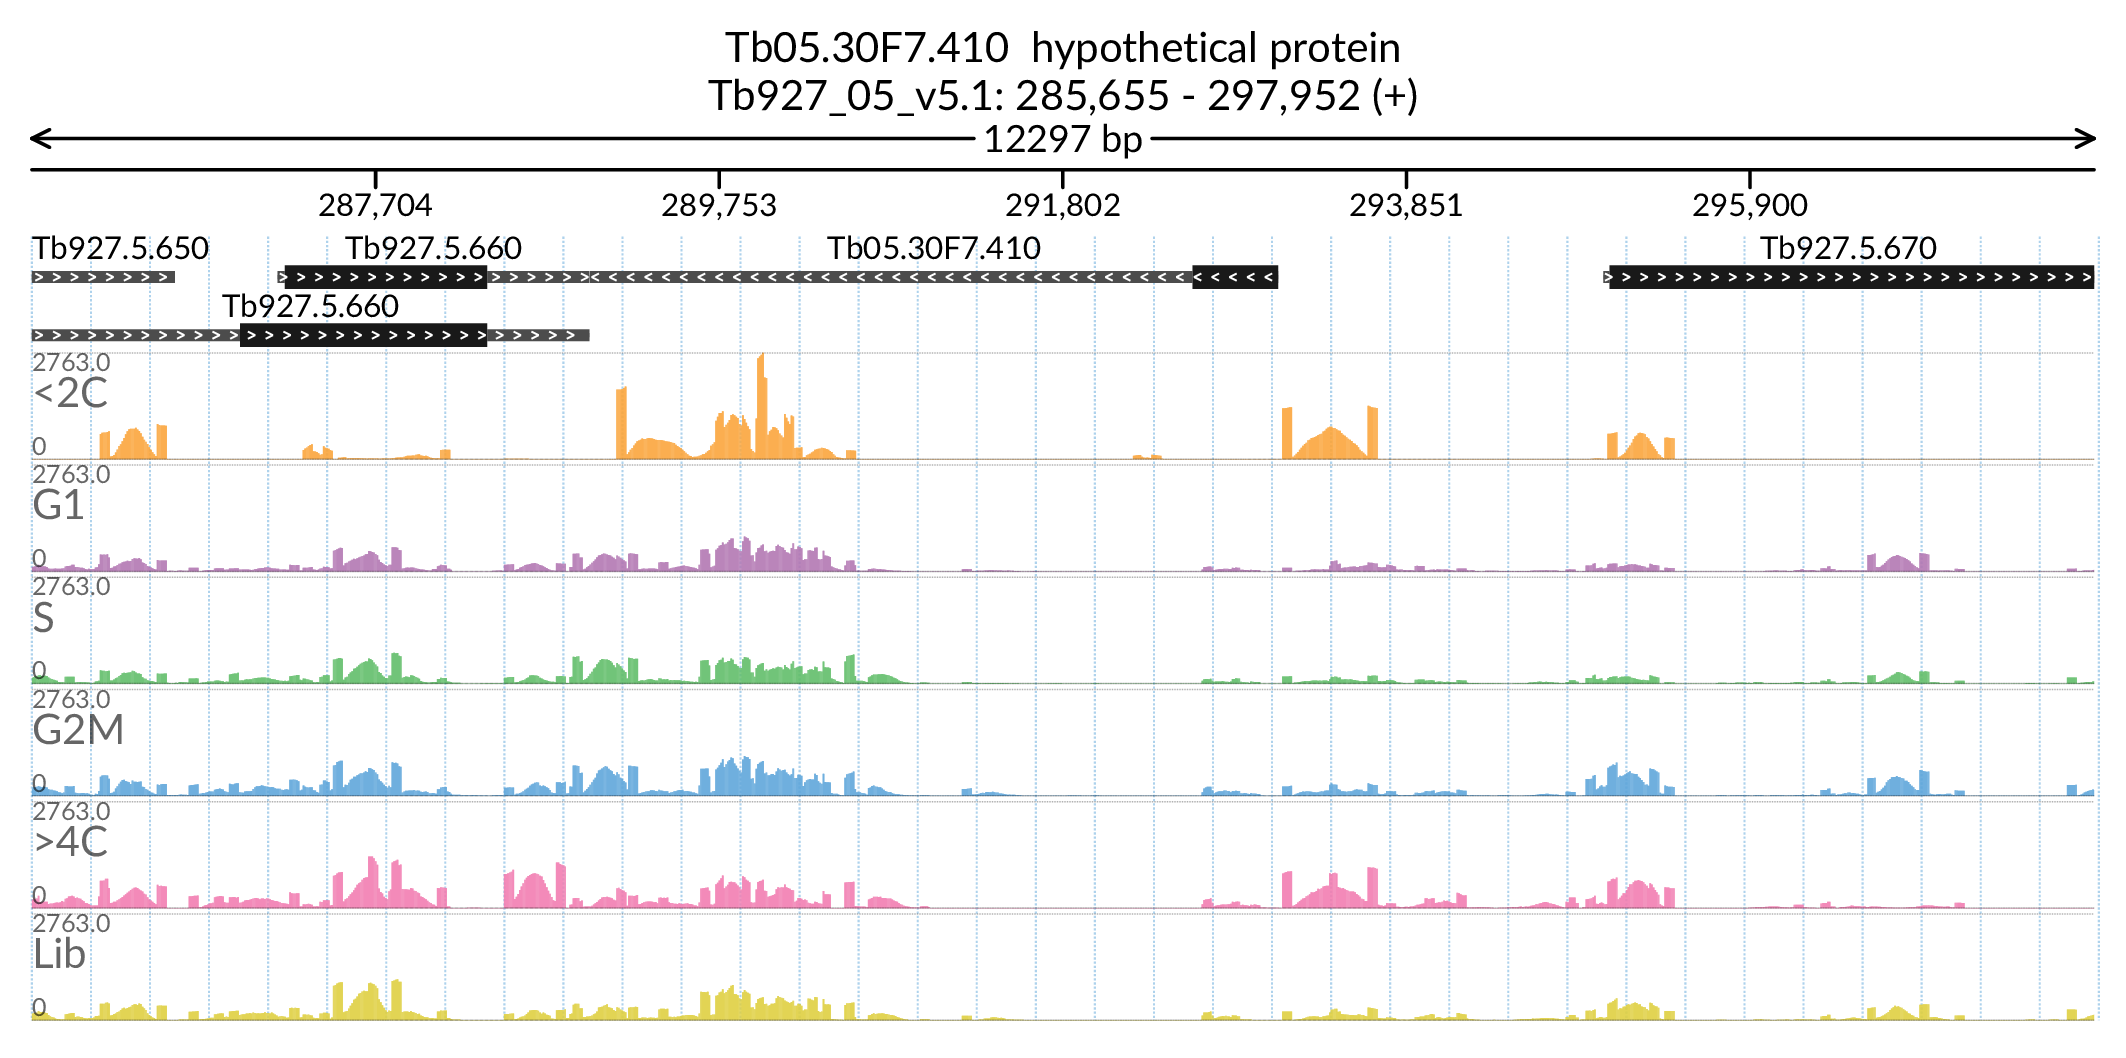 Tb05.30F7.410  hypothetical protein
Tb927_05_v5.1: 285,655 - 297,952 (+)
12297 bp
287,704 289,753 291,802 293,851 295,900
Tb927.5.650 Tb927.5.660 Tb05.30F7.410 Tb927.5.670
Tb927.5.660
2763.0
<2C
0
2763.0
G1
0
2763.0
S
0
2763.0
G2M
0
2763.0
>4C
0
2763.0
Lib
0